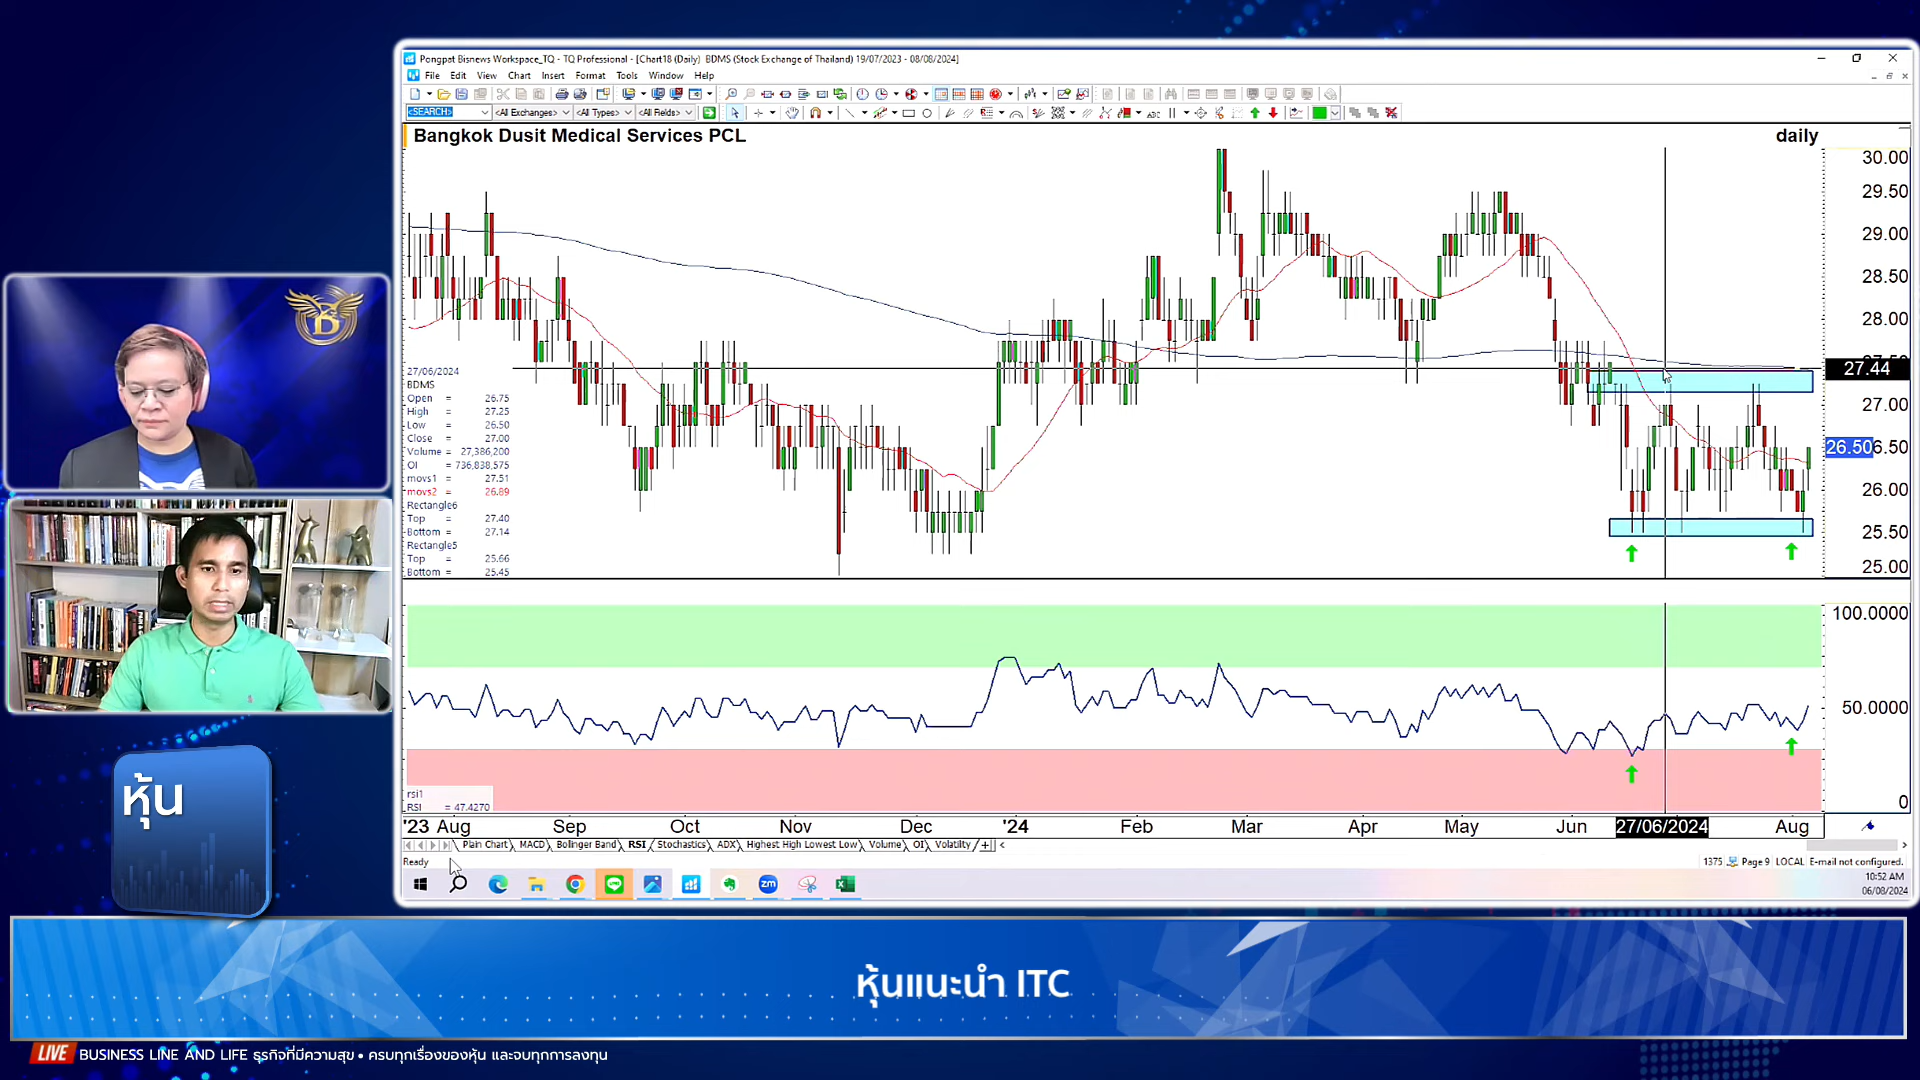 Pongpat Bisnews Workspace_TQ - TQ Professional - [Chart18 (Daily) BDMS (Stock Exchange of Thailand) 19/07/2023 - 08/08/2024]
File Edit View Chart Insert Format Tools Window Help
<SEARCH> <All Exchanges> <All Types> <All Fields>
Bangkok Dusit Medical Services PCL
daily
30.00
29.50
29.00
28.50
28.00
27.44
27.00
26.50
26.00
25.50
25.00
27/06/2024
BDMS
Open = 26.75
High = 27.25
Low = 26.50
Close = 27.00
Volume = 27,386,200
OI = 736,838,575
movs1 = 27.51
movs2 = 26.89
Rectangle6
Top = 27.40
Bottom = 27.14
Rectangle5
Top = 25.66
Bottom = 25.45
100.0000
50.0000
0
rsi1
RSI = 47.4270
'23 Aug Sep Oct Nov Dec '24 Feb Mar Apr May Jun 27/06/2024 Aug
Plain Chart MACD Bolinger Band RSI Stochastics ADX Highest High Lowest Low Volume OI Volatilty
Ready
1375 Page 9 LOCAL E-mail not configured.
10:52 AM
06/08/2024
หุ้น
หุ้นแนะนำ ITC
LIVE BUSINESS LINE AND LIFE ธุรกิจที่มีความสุข • ครบทุกเรื่องของหุ้น และจบทุกการลงทุน